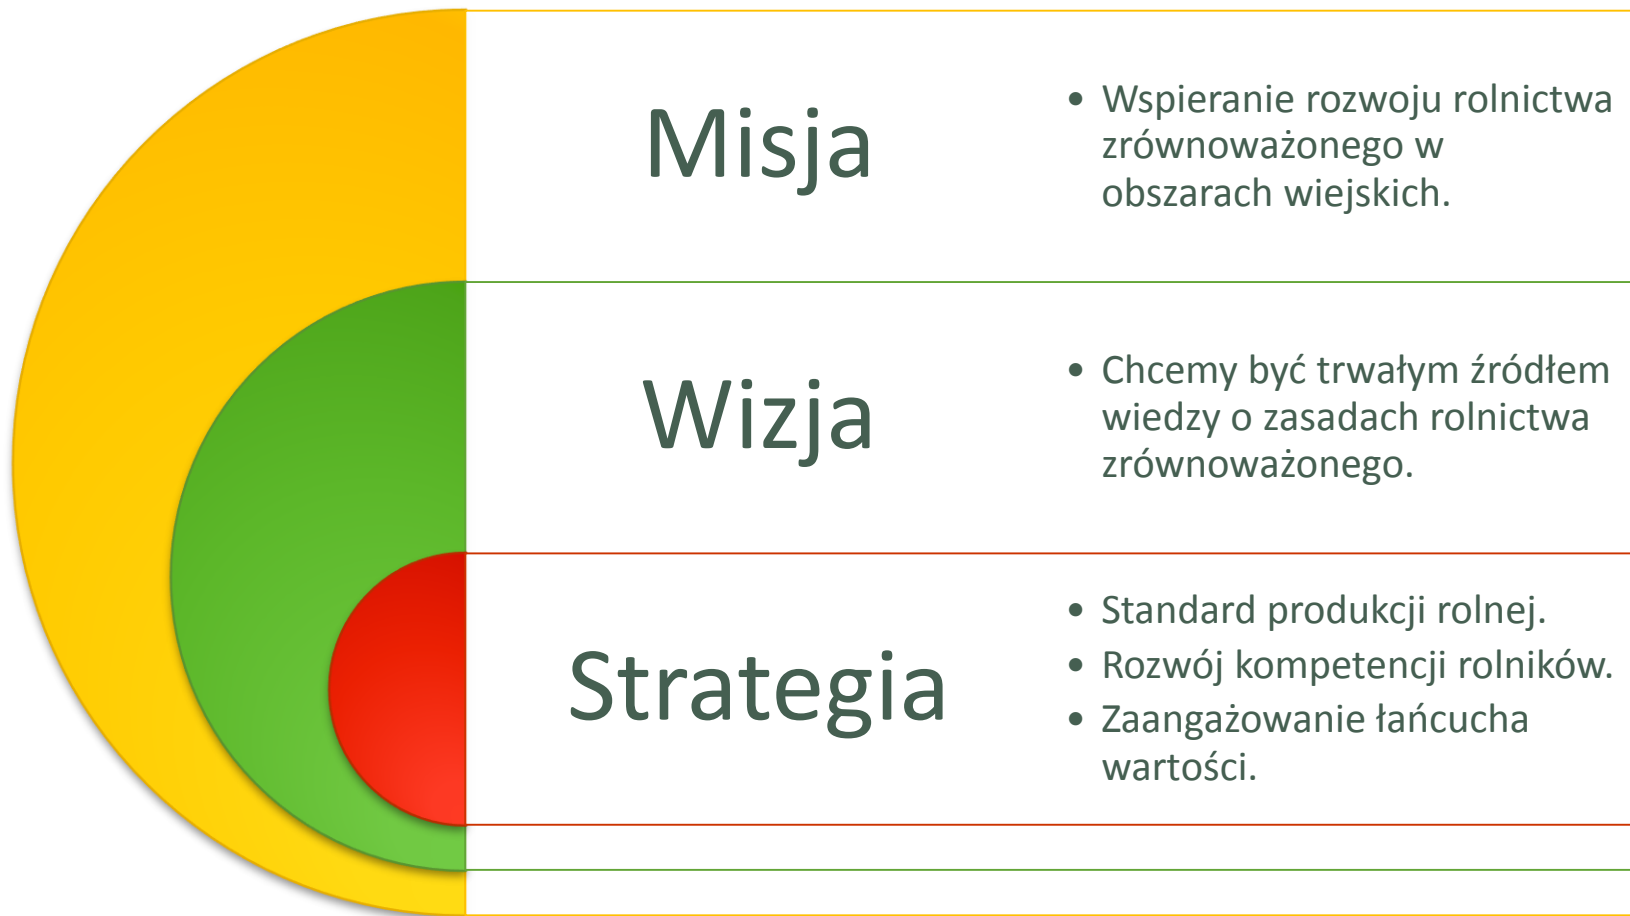 Misja
• Wspieranie rozwoju rolnictwa
zrównoważonego w
obszarach wiejskich.
Wizja
• Chcemy być trwałym źródłem
wiedzy o zasadach rolnictwa
zrównoważonego.
Strategia
• Standard produkcji rolnej.
• Rozwój kompetencji rolników.
• Zaangażowanie łańcucha
wartości.